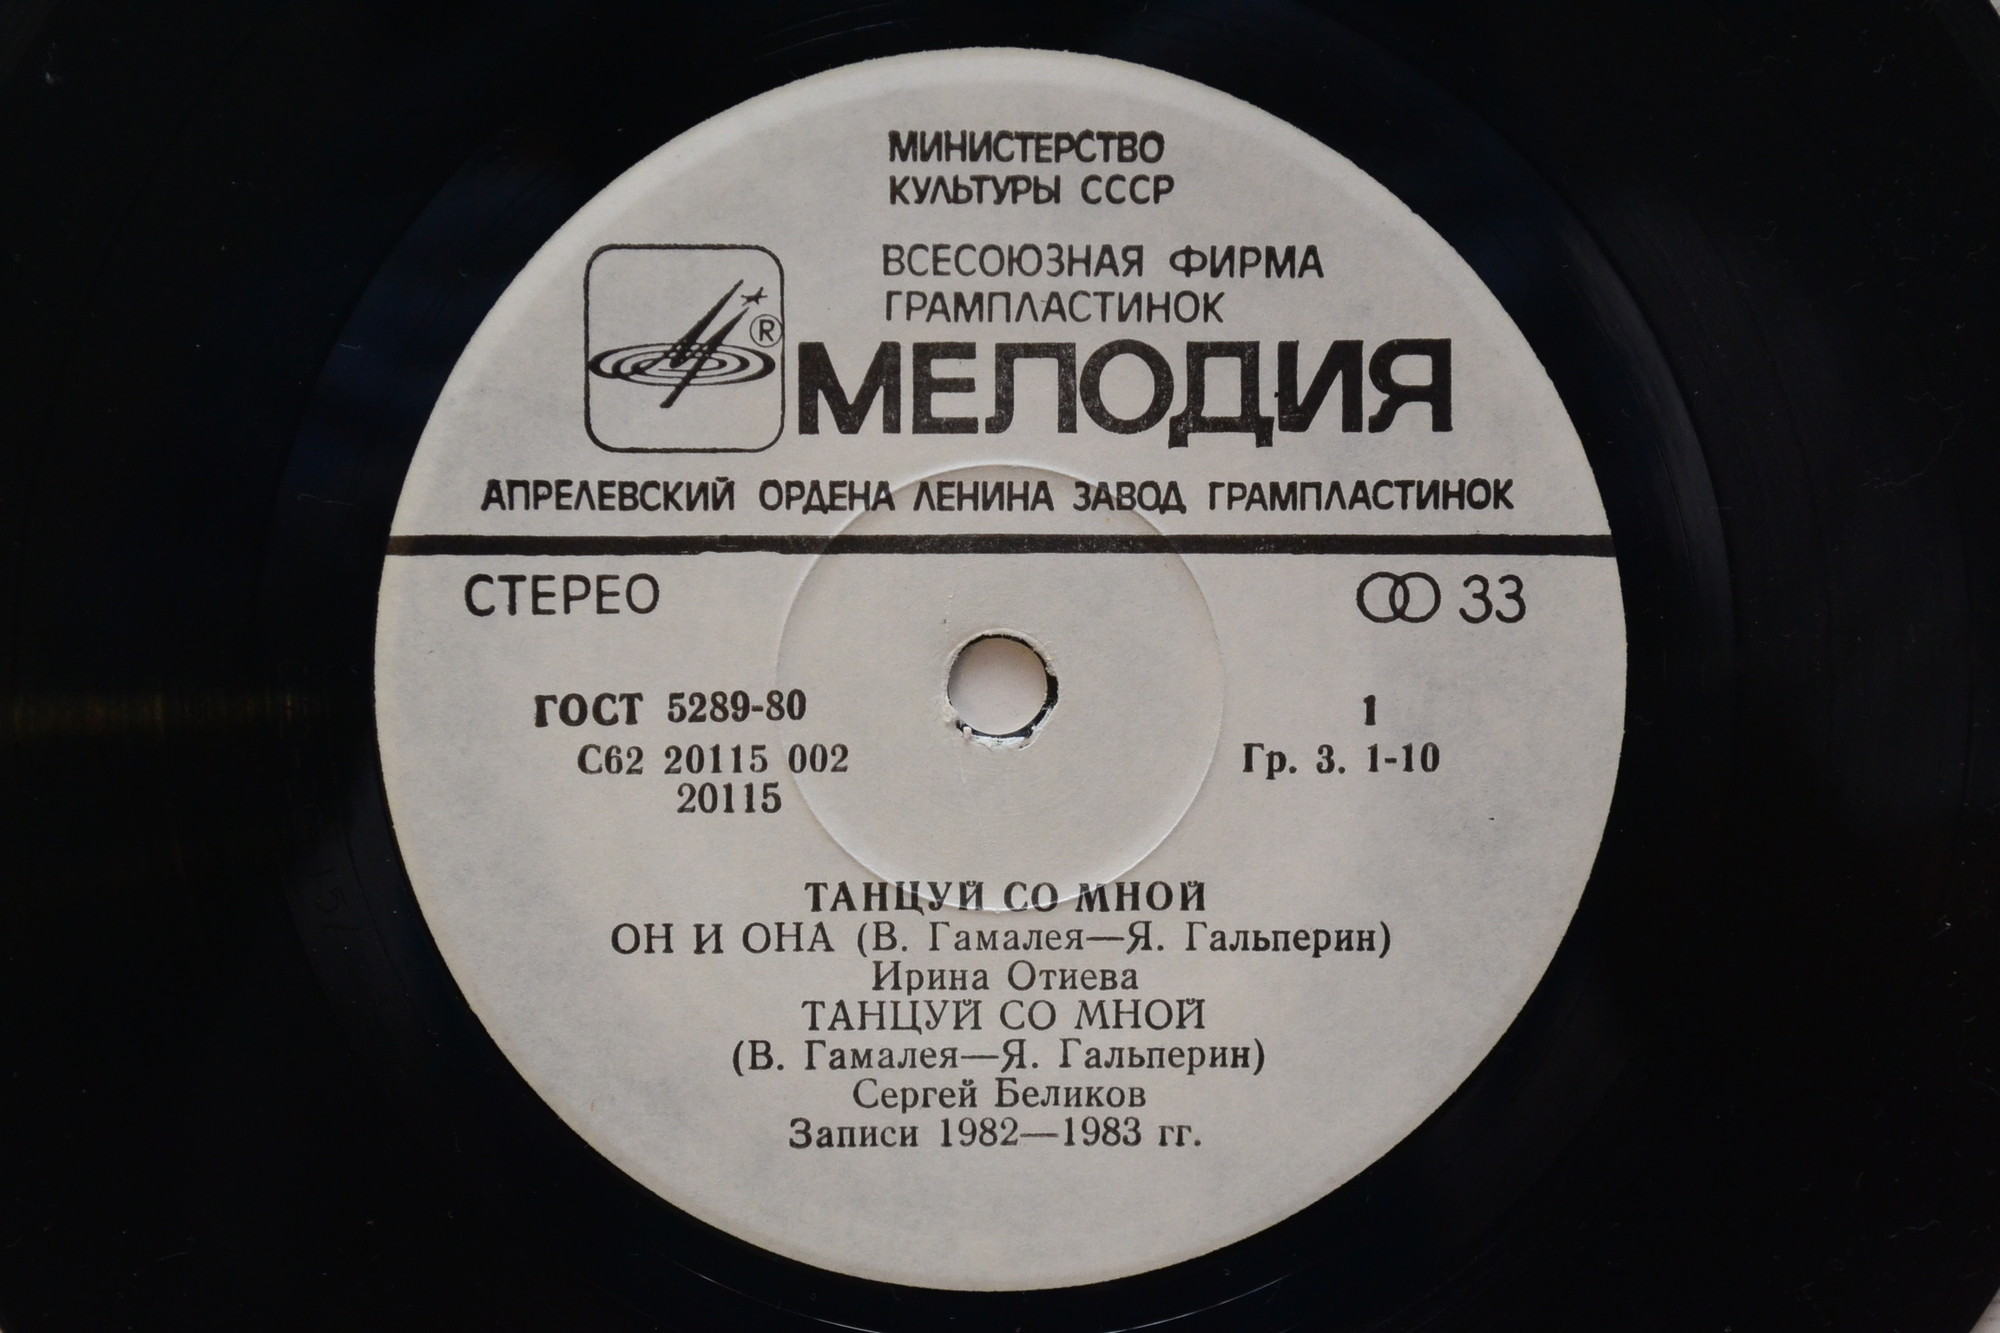 МИНИСТЕРСТВО
КУЛЬТУРЫ СССР
ВСЕСОЮЗНАЯ ФИРМА
ГРАМПЛАСТИНОК
® МЕЛОДИЯ
АПРЕЛЕВСКИЙ ОРДЕНА ЛЕНИНА ЗАВОД ГРАМПЛАСТИНОК
СТЕРЕО 33
ГОСТ 5289-80 1
С62 20115 002 Гр. 3. 1-10
20115
ТАНЦУЙ СО МНОЙ
ОН И ОНА (В. Гамалея—Я. Гальперин)
Ирина Отиева
ТАНЦУЙ СО МНОЙ
(В. Гамалея—Я. Гальперин)
Сергей Беликов
Записи 1982—1983 гг.